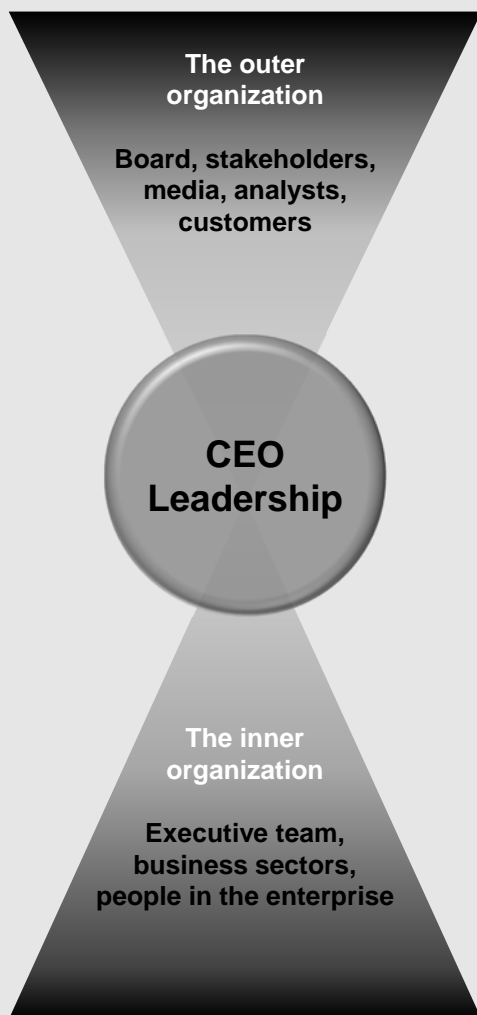 The outer
organization
Board, stakeholders,
media, analysts,
customers
CEO
Leadership
The inner
organization
Executive team,
business sectors,
people in the enterprise